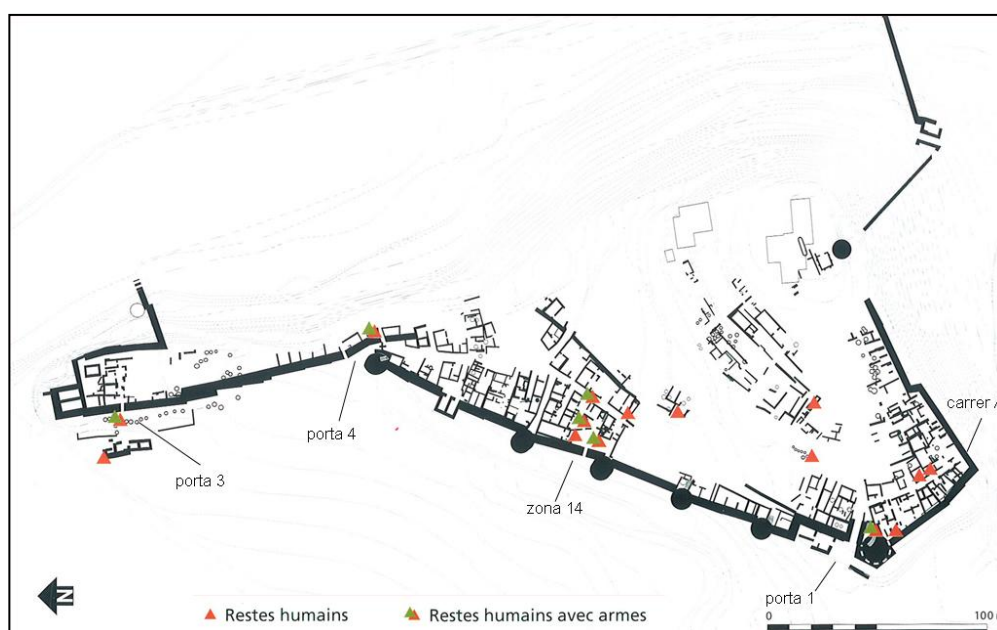 carrer
porta 4
porta 3
zona 14
porta 1
N
Restes humains
Restes humains avec armes
0
100